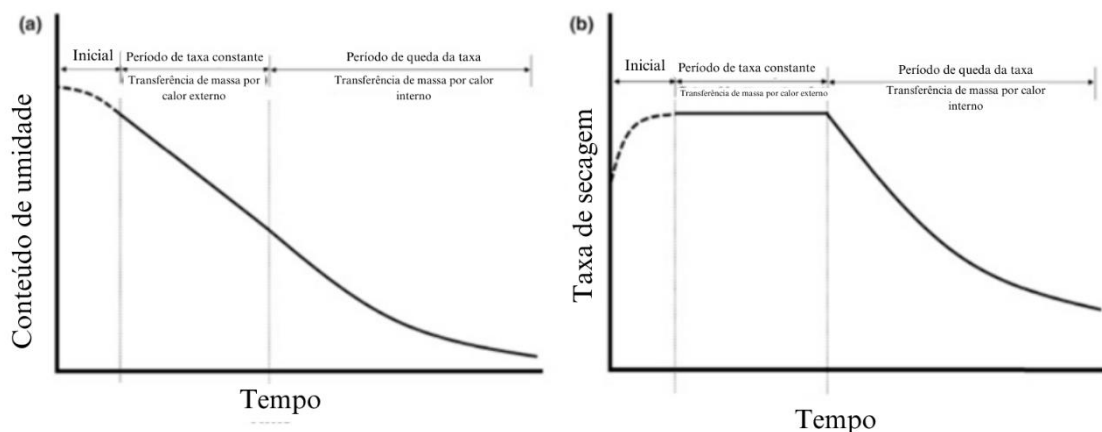 (a)
Inicial
Período de taxa constante
Período de queda da taxa
Transferência de massa por
calor externo
Transferência de massa por calor
interno
Conteúdo de umidade
Tempo
(b)
Inicial
Período de taxa constante
Período de queda da taxa
Transferência de massa por calor externo
Transferência de massa por calor
interno
Taxa de secagem
Tempo